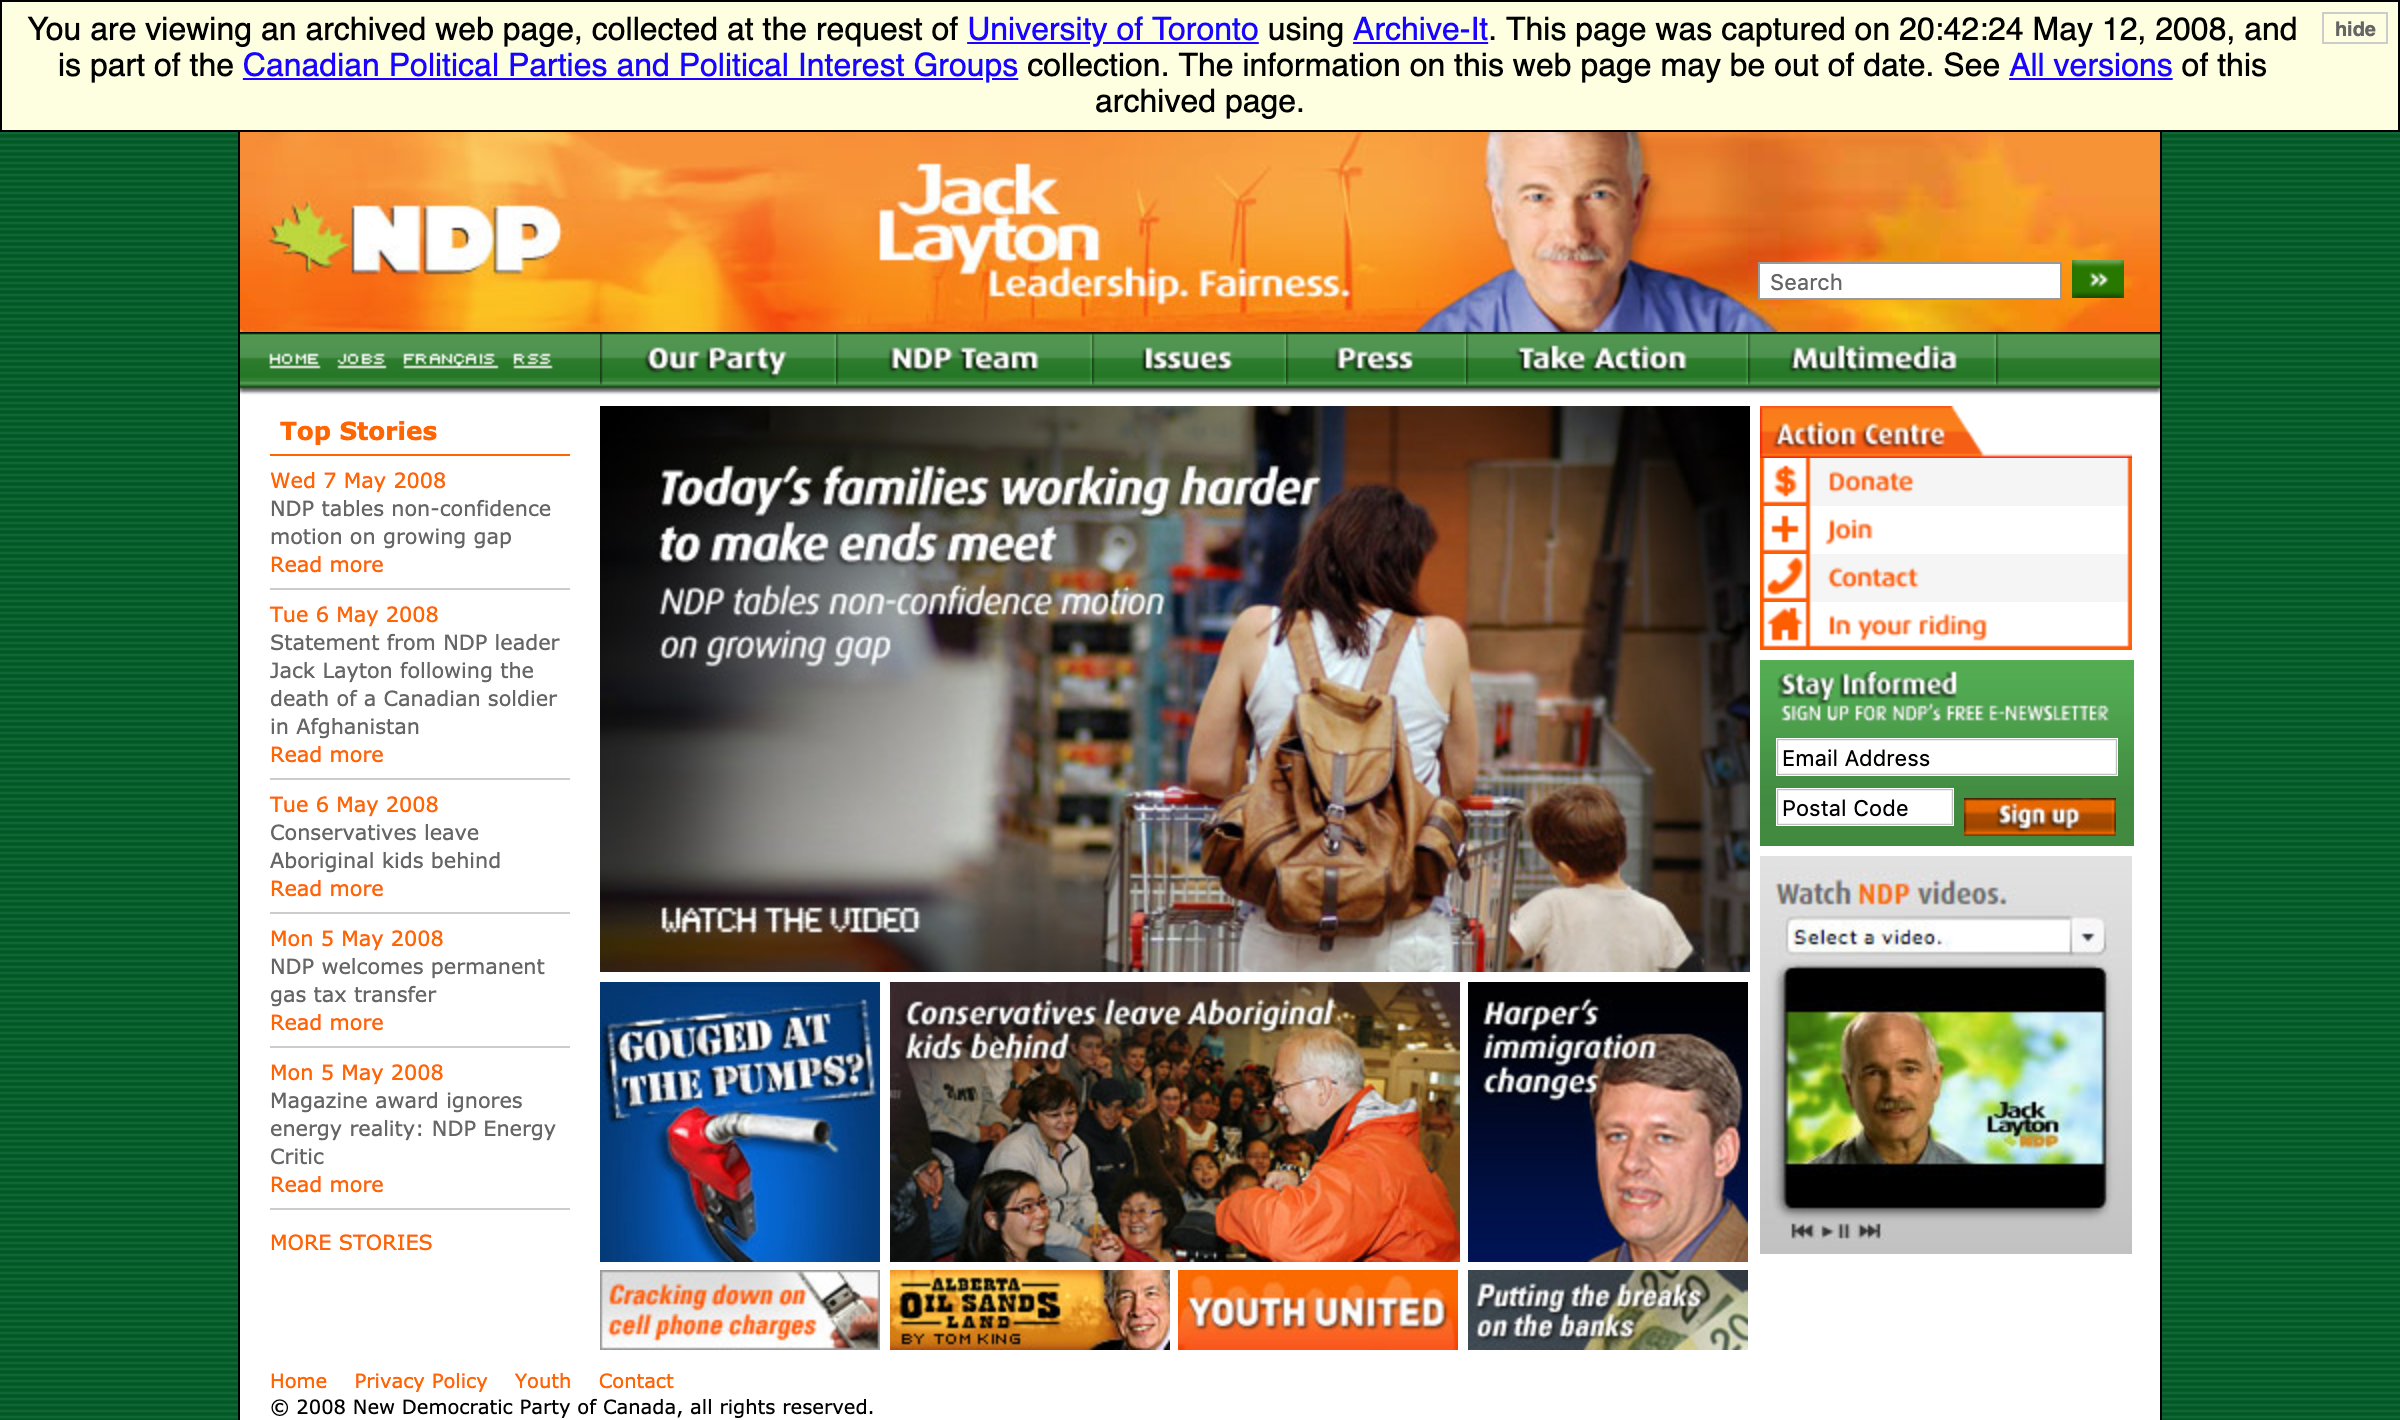 You are viewing an archived web page, collected at the request of University of Toronto using Archive-It. This page was captured on 20:42:24 May 12, 2008, and
is part of the Canadian Political Parties and Political Interest Groups collection. The information on this web page may be out of date. See All versions of this
archived page.
hide
NDP
Jack
Layton
Leadership. Fairness.
Search
»
HOME JOBS FRANÇAIS RSS
Our Party
NDP Team
Issues
Press
Take Action
Multimedia
Top Stories
Wed 7 May 2008
NDP tables non-confidence
motion on growing gap
Read more
Tue 6 May 2008
Statement from NDP leader
Jack Layton following the
death of a Canadian soldier
in Afghanistan
Read more
Tue 6 May 2008
Conservatives leave
Aboriginal kids behind
Read more
Mon 5 May 2008
NDP welcomes permanent
gas tax transfer
Read more
Mon 5 May 2008
Magazine award ignores
energy reality: NDP Energy
Critic
Read more
MORE STORIES
Today's families working harder
to make ends meet
NDP tables non-confidence motion
on growing gap
WATCH THE VIDEO
GOUGED AT
THE PUMPS?
Conservatives leave Aboriginal
kids behind
Harper's
immigration
changes
Cracking down on
cell phone charges
ALBERTA
OIL SANDS
LAND
BY TOM KING
YOUTH UNITED
Putting the breaks
on the banks
Action Centre
$ Donate
+ Join
Contact
In your riding
Stay Informed
SIGN UP FOR NDP's FREE E-NEWSLETTER
Email Address
Postal Code
Sign up
Watch NDP videos.
Select a video.
Jack
Layton
NDP
Home Privacy Policy Youth Contact
© 2008 New Democratic Party of Canada, all rights reserved.